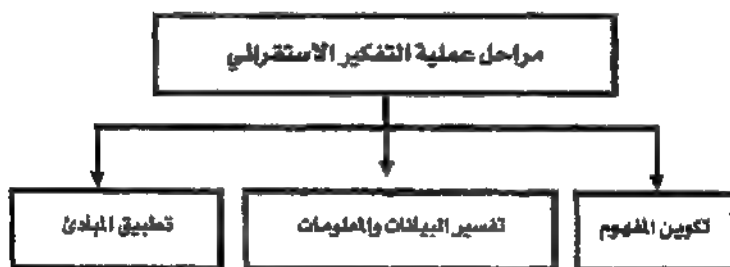 مراحل عملية التفكير الاستقرائي
تكوين المفهوم
تفسير البيانات والمعلومات
تطبيق المبادئ